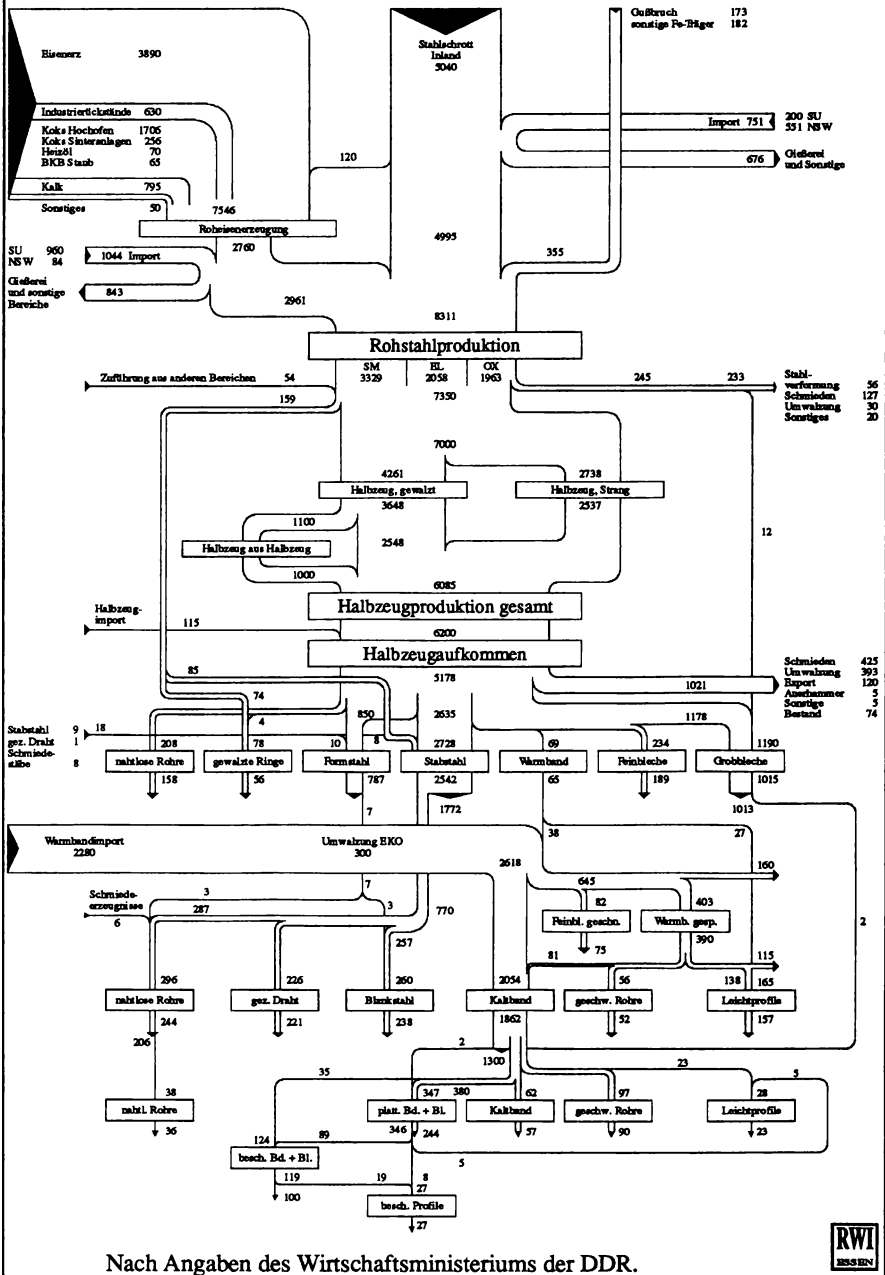 Gußbruch 173
sonstige Fe-Träger 182
Eisenerz 3890
Stahlschrott
Inland
5040
Industrierückstände 630
Import 751
200 SU
551 NSW
Koks Hochofen 1706
Koks Sinteranlagen 256
Heizöl 70
BKB Staub 65
120
676
Gießerei
und Sonstige
Kalk 795
Sonstiges 50
7546
Roheisenerzeugung
2760
4995
355
SU 960
NSW 84
1044 Import
Gießerei
und sonstige
Bereiche
843
2961
8311
Rohstahlproduktion
SM 3329
EL 2058
OX 1963
Zuführung aus anderen Bereichen 54
159
7350
245
233
Stahl-
verformung 56
Schmieden 127
Umwalzung 30
Sonstiges 20
7000
4261
2738
Halbzeug, gewalzt
Halbzeug, Strang
3648
2537
1100
12
Halbzeug aus Halbzeug
2548
1000
6085
Halbzeugproduktion gesamt
Halbzeug-
import
115
6200
Halbzeugaufkommen
85
5178
74
1021
Schmieden 425
Umwalzung 393
Export 120
Auerhammer 5
Sonstige 5
Bestand 74
850
2635
1178
4
Stabstahl 9
gez. Draht 1
Schmiede-
stäbe 8
18
8
208
78
10
2728
69
234
1190
nahtlose Rohre
gewalzte Ringe
Formstahl
Stabstahl
Warmband
Feinbleche
Grobbleche
158
56
787
2542
65
189
1015
7
1772
1013
38
27
Warmbandimport
2280
Umwalzung EKO
300
2618
160
7
645
3
3
Schmiede-
erzeugnisse
6
287
770
82
403
2
Feinbl. geschn.
Warmb. gesp.
257
75
390
81
115
296
226
260
2054
56
138
165
nahtlose Rohre
gez. Draht
Blankstahl
Kaltband
geschw. Rohre
Leichtprofile
244
221
238
1862
52
157
206
2
1300
35
23
5
38
347
380
62
97
28
nahtl. Rohre
platt. Bd. + Bl.
Kaltband
geschw. Rohre
Leichtprofile
36
346
244
57
90
23
124
89
besch. Bd. + Bl.
5
119
19
8
27
100
besch. Profile
27
Nach Angaben des Wirtschaftsministeriums der DDR.
RWI
ESSEN